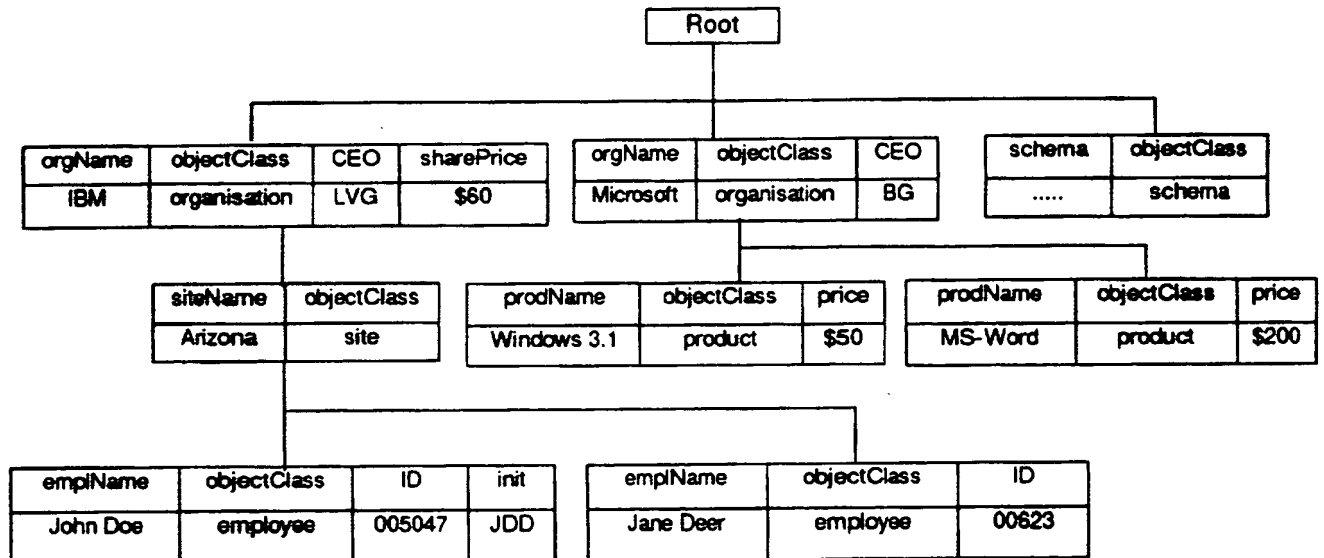 Root
orgName objectClass CEO sharePrice
IBM organisation LVG $60
orgName objectClass CEO
Microsoft organisation BG
schema objectClass
..... schema
siteName objectClass
Arizona site
prodName objectClass price
Windows 3.1 product $50
prodName objectClass price
MS-Word product $200
emplName objectClass ID init
John Doe employee 005047 JDD
emplName objectClass ID
Jane Deer employee 00623